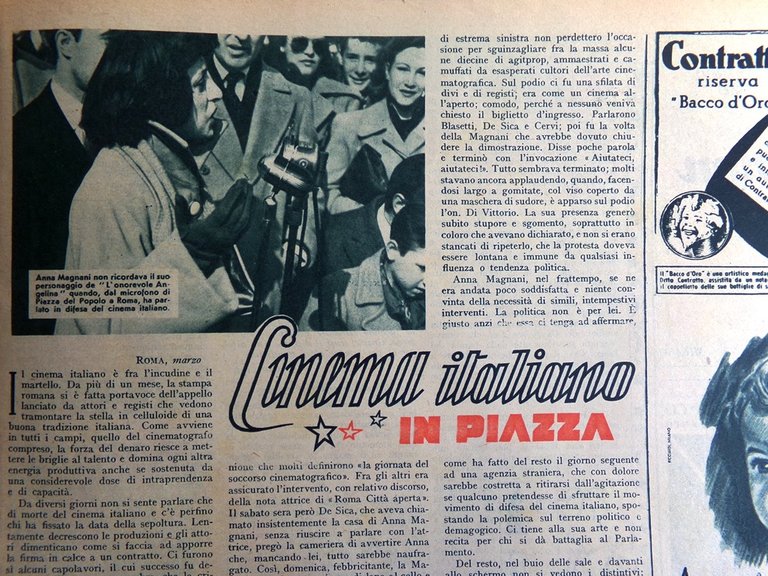 Anna Magnani non ricordava il suo
personaggio de "L'onorevole An-
gelina" quando, dal microfono di
Piazza del Popolo a Roma, ha par-
lato in difesa del cinema italiano.
Cinema italiano
IN PIAZZA
ROMA, marzo
Il cinema italiano è fra l'incudine e il
martello. Da più di un mese, la stampa
romana si è fatta portavoce dell'appello
lanciato da attori e registi che vedono
tramontare la stella in celluloide di una
buona tradizione italiana. Come avviene
in tutti i campi, quello del cinematografo
compreso, la forza del denaro riesce a met-
tere le briglie al talento e domina ogni altra
energia produttiva anche se sostenuta da
una considerevole dose di intraprendenza
e di capacità.
Da diversi giorni non si sente parlare che
di morte del cinema italiano e c'è perfino
chi ha fissato la data della sepoltura. Len-
tamente decrescono le produzioni e gli atto-
ri dimenticano come si faccia ad apporre
la firma in calce a un contratto. Ci furono
sì alcuni capolavori, il cui successo fu de-
nione che molti definirono «la giornata del
soccorso cinematografico». Fra gli altri era
assicurato l'intervento, con relativo discorso,
della nota attrice di «Roma Città aperta».
Il sabato sera però De Sica, che aveva chia-
mato insistentemente la casa di Anna Ma-
gnani, senza riuscire a parlare con l'at-
trice, pregò la cameriera di avvertire Anna
che, mancando lei, tutto sarebbe naufra-
gato. Così, domenica, febbricitante, la Ma-
di estrema sinistra non perdettero l'occa-
sione per sguinzagliare fra la massa alcu-
ne diecine di agitprop, ammaestrati e ca-
muffati da esasperati cultori dell'arte cine-
matografica. Sul podio ci fu una sfilata di
divi e di registi; era come un cinema al-
l'aperto; comodo, perché a nessuno veniva
chiesto il biglietto d'ingresso. Parlarono
Blasetti, De Sica e Cervi; poi fu la volta
della Magnani che avrebbe dovuto chiu-
dere la dimostrazione. Disse poche parole
e terminò con l'invocazione «Aiutateci,
aiutateci!». Tutto sembrava terminato; molti
stavano ancora applaudendo, quando, facen-
dosi largo a gomitate, col viso coperto da
una maschera di sudore, è apparso sul podio
l'on. Di Vittorio. La sua presenza generò
subito stupore e sgomento, soprattutto in
coloro che avevano dichiarato, e non si erano
stancati di ripeterlo, che la protesta doveva
essere lontana e immune da qualsiasi in-
fluenza o tendenza politica.
Anna Magnani, nel frattempo, se ne
era andata poco soddisfatta e niente con-
vinta della necessità di simili, intempestivi
interventi. La politica non è per lei. È
giusto anzi che essa ci tenga ad affermare,
come ha fatto del resto il giorno seguente
ad una agenzia straniera, che con dolore
sarebbe costretta a ritirarsi dall'agitazione
se qualcuno pretendesse di sfruttare il mo-
vimento di difesa del cinema italiano, spo-
stando la polemica sul terreno politico e
demagogico. Ci tiene alla sua arte e non
recita per chi si dà battaglia al Parla-
mento.
Del resto, nel buio delle sale e davanti
allo schermo non si vedono i distintivi:
Contratto
riserva
"Bacco d'Oro
Il "Bacco d'Oro" è una artistica